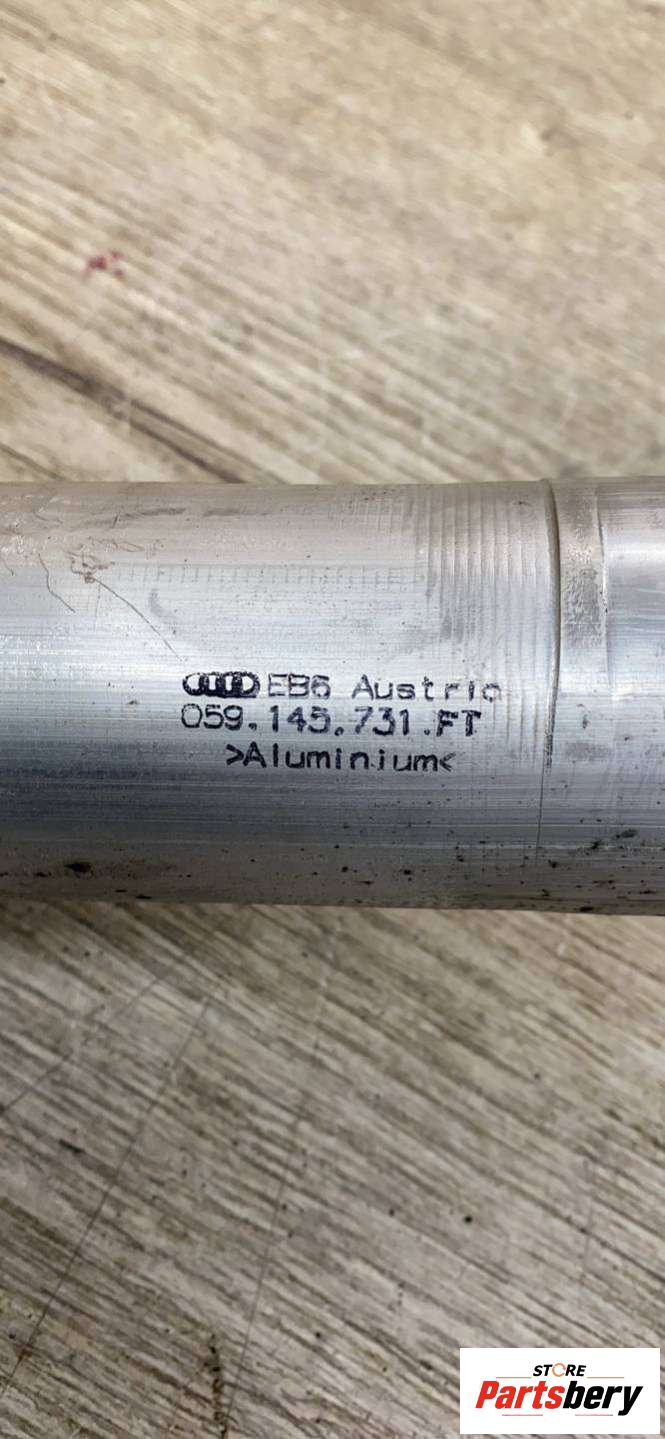 EB6 Austria
059.145.731.FT
>Aluminium<
STORE
Partsbery